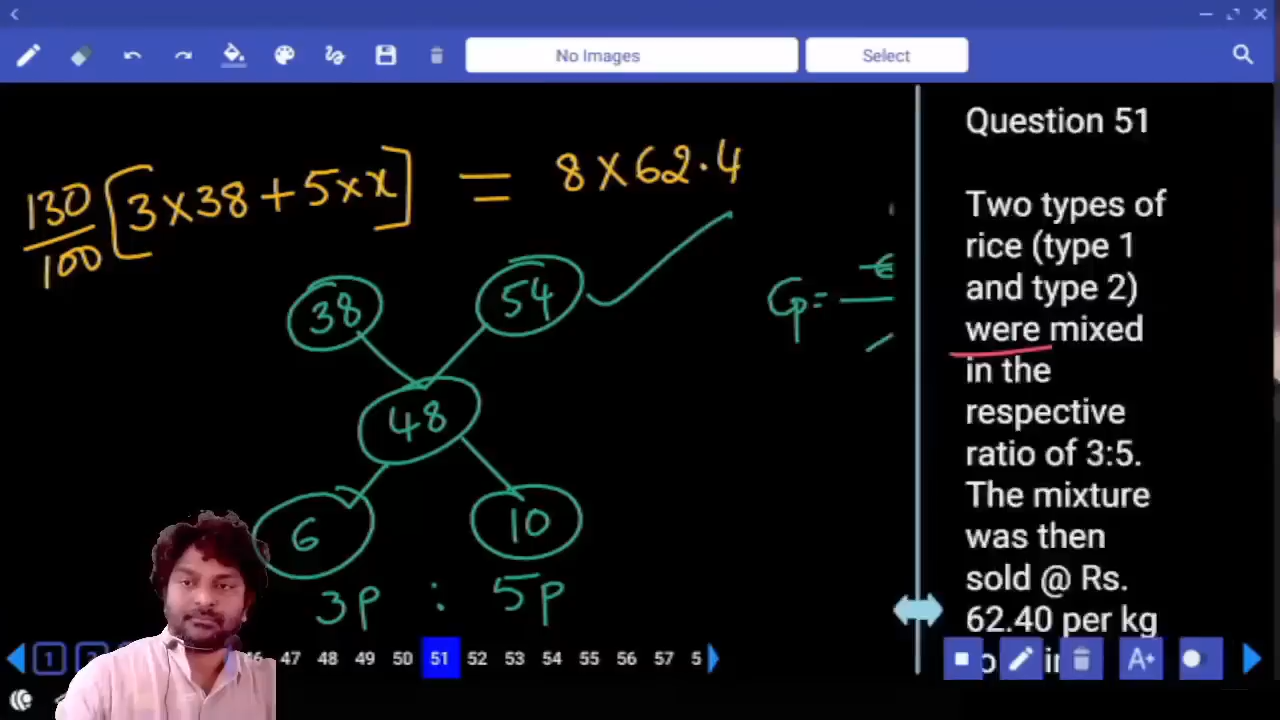 No Images
Select
130/100 [3×38+5×x] = 8×62.4
38
54
48
Cp=
6
10
3p : 5p
Question 51
Two types of
rice (type 1
and type 2)
were mixed
in the
respective
ratio of 3:5.
The mixture
was then
sold @ Rs.
62.40 per kg
1
47 48 49 50 51 52 53 54 55 56 57 5
A+